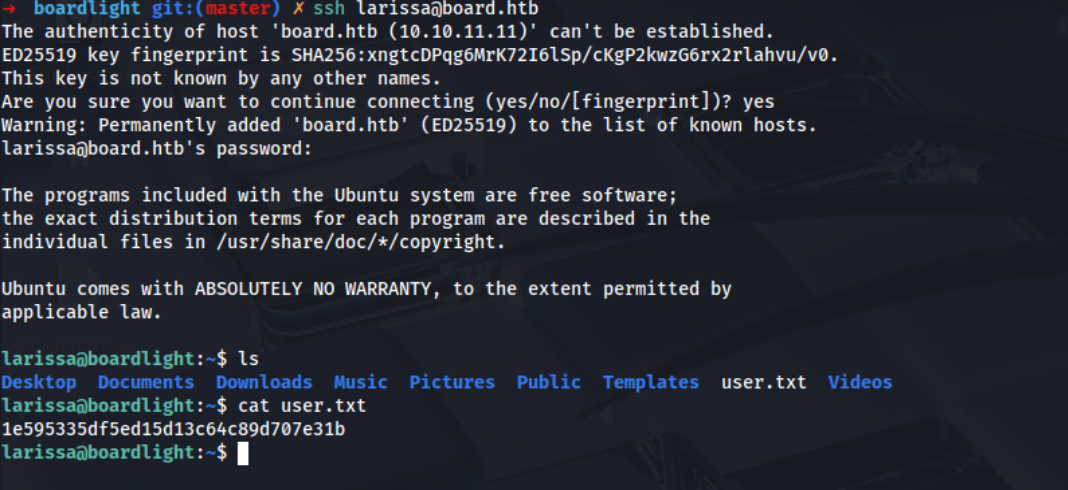 → boardlight git:(master) ✗ ssh larissa@board.htb
The authenticity of host 'board.htb (10.10.11.11)' can't be established.
ED25519 key fingerprint is SHA256:xngtcDPqg6MrK72I6lSp/cKgP2kwzG6rx2rlahvu/v0.
This key is not known by any other names.
Are you sure you want to continue connecting (yes/no/[fingerprint])? yes
Warning: Permanently added 'board.htb' (ED25519) to the list of known hosts.
larissa@board.htb's password:
The programs included with the Ubuntu system are free software;
the exact distribution terms for each program are described in the
individual files in /usr/share/doc/*/copyright.
Ubuntu comes with ABSOLUTELY NO WARRANTY, to the extent permitted by
applicable law.
larissa@boardlight:~$ ls
Desktop Documents Downloads Music Pictures Public Templates user.txt Videos
larissa@boardlight:~$ cat user.txt
1e595335df5ed15d13c64c89d707e31b
larissa@boardlight:~$